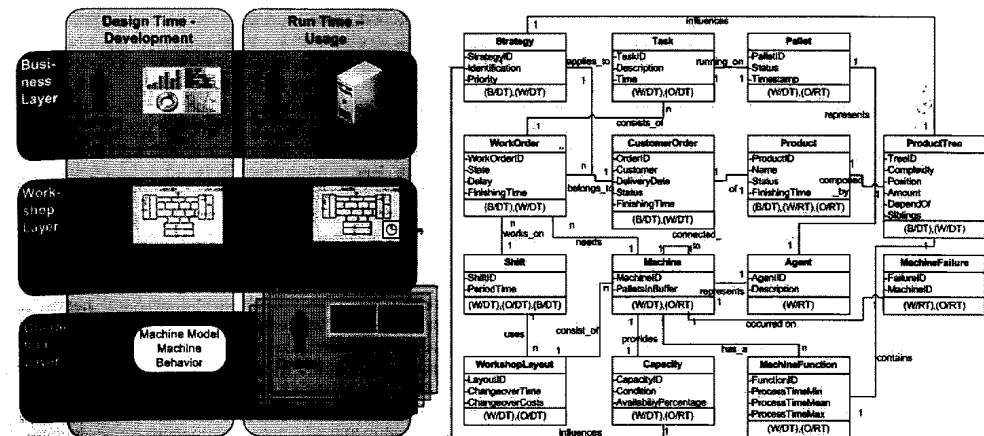 Design Time -
Development
Run Time –
Usage
Busi-
ness
Layer
Work-
shop
Layer
Machine Model
Machine
Behavior
1
influences
1
Strategy
-StrategyID
-Identification
-Priority
(B/DT),(W/DT)
applies_to
Task
-TaskID
-Description
-Time
(W/DT),(O/DT)
running_on
Pallet
-PalletID
-Status
-Timestamp
(W/DT),(O/RT)
represents
consists_of
WorkOrder
-WorkOrderID
-State
-Delay
-FinishingTime
(B/DT),(W/DT)
belongs_to
CustomerOrder
-OrderID
-Customer
-DeliveryDate
-Status
-FinishingTime
(B/DT),(W/DT)
of
Product
-ProductID
-Name
-Status
-FinishingTime
(B/DT),(W/RT),(O/RT)
composed
by
ProductTree
-TreeID
-Complexity
-Position
-Amount
-DependOf
-Siblings
(B/DT),(W/DT)
works_on
needs
connected
to
Shift
-ShiftID
-PeriodTime
(W/DT),(O/DT),(B/DT)
Machine
-MachineID
-PalletsInBuffer
(W/DT),(O/RT)
represents
Agent
-AgentID
-Description
(W/RT)
MachineFailure
-FailureID
-MachineID
(W/RT),(O/RT)
uses
consist_of
provides
has_a
occurred on
contains
WorkshopLayout
-LayoutID
-ChangeoverTime
-ChangeoverCosts
(W/DT),(O/DT)
Capacity
-CapacityID
-Condition
-AvailabiliyPercentage
(W/DT),(O/RT)
MachineFunction
-FunctionID
-ProcessTimeMin
-ProcessTimeMean
-ProcessTimeMax
(W/DT),(O/RT)
influences